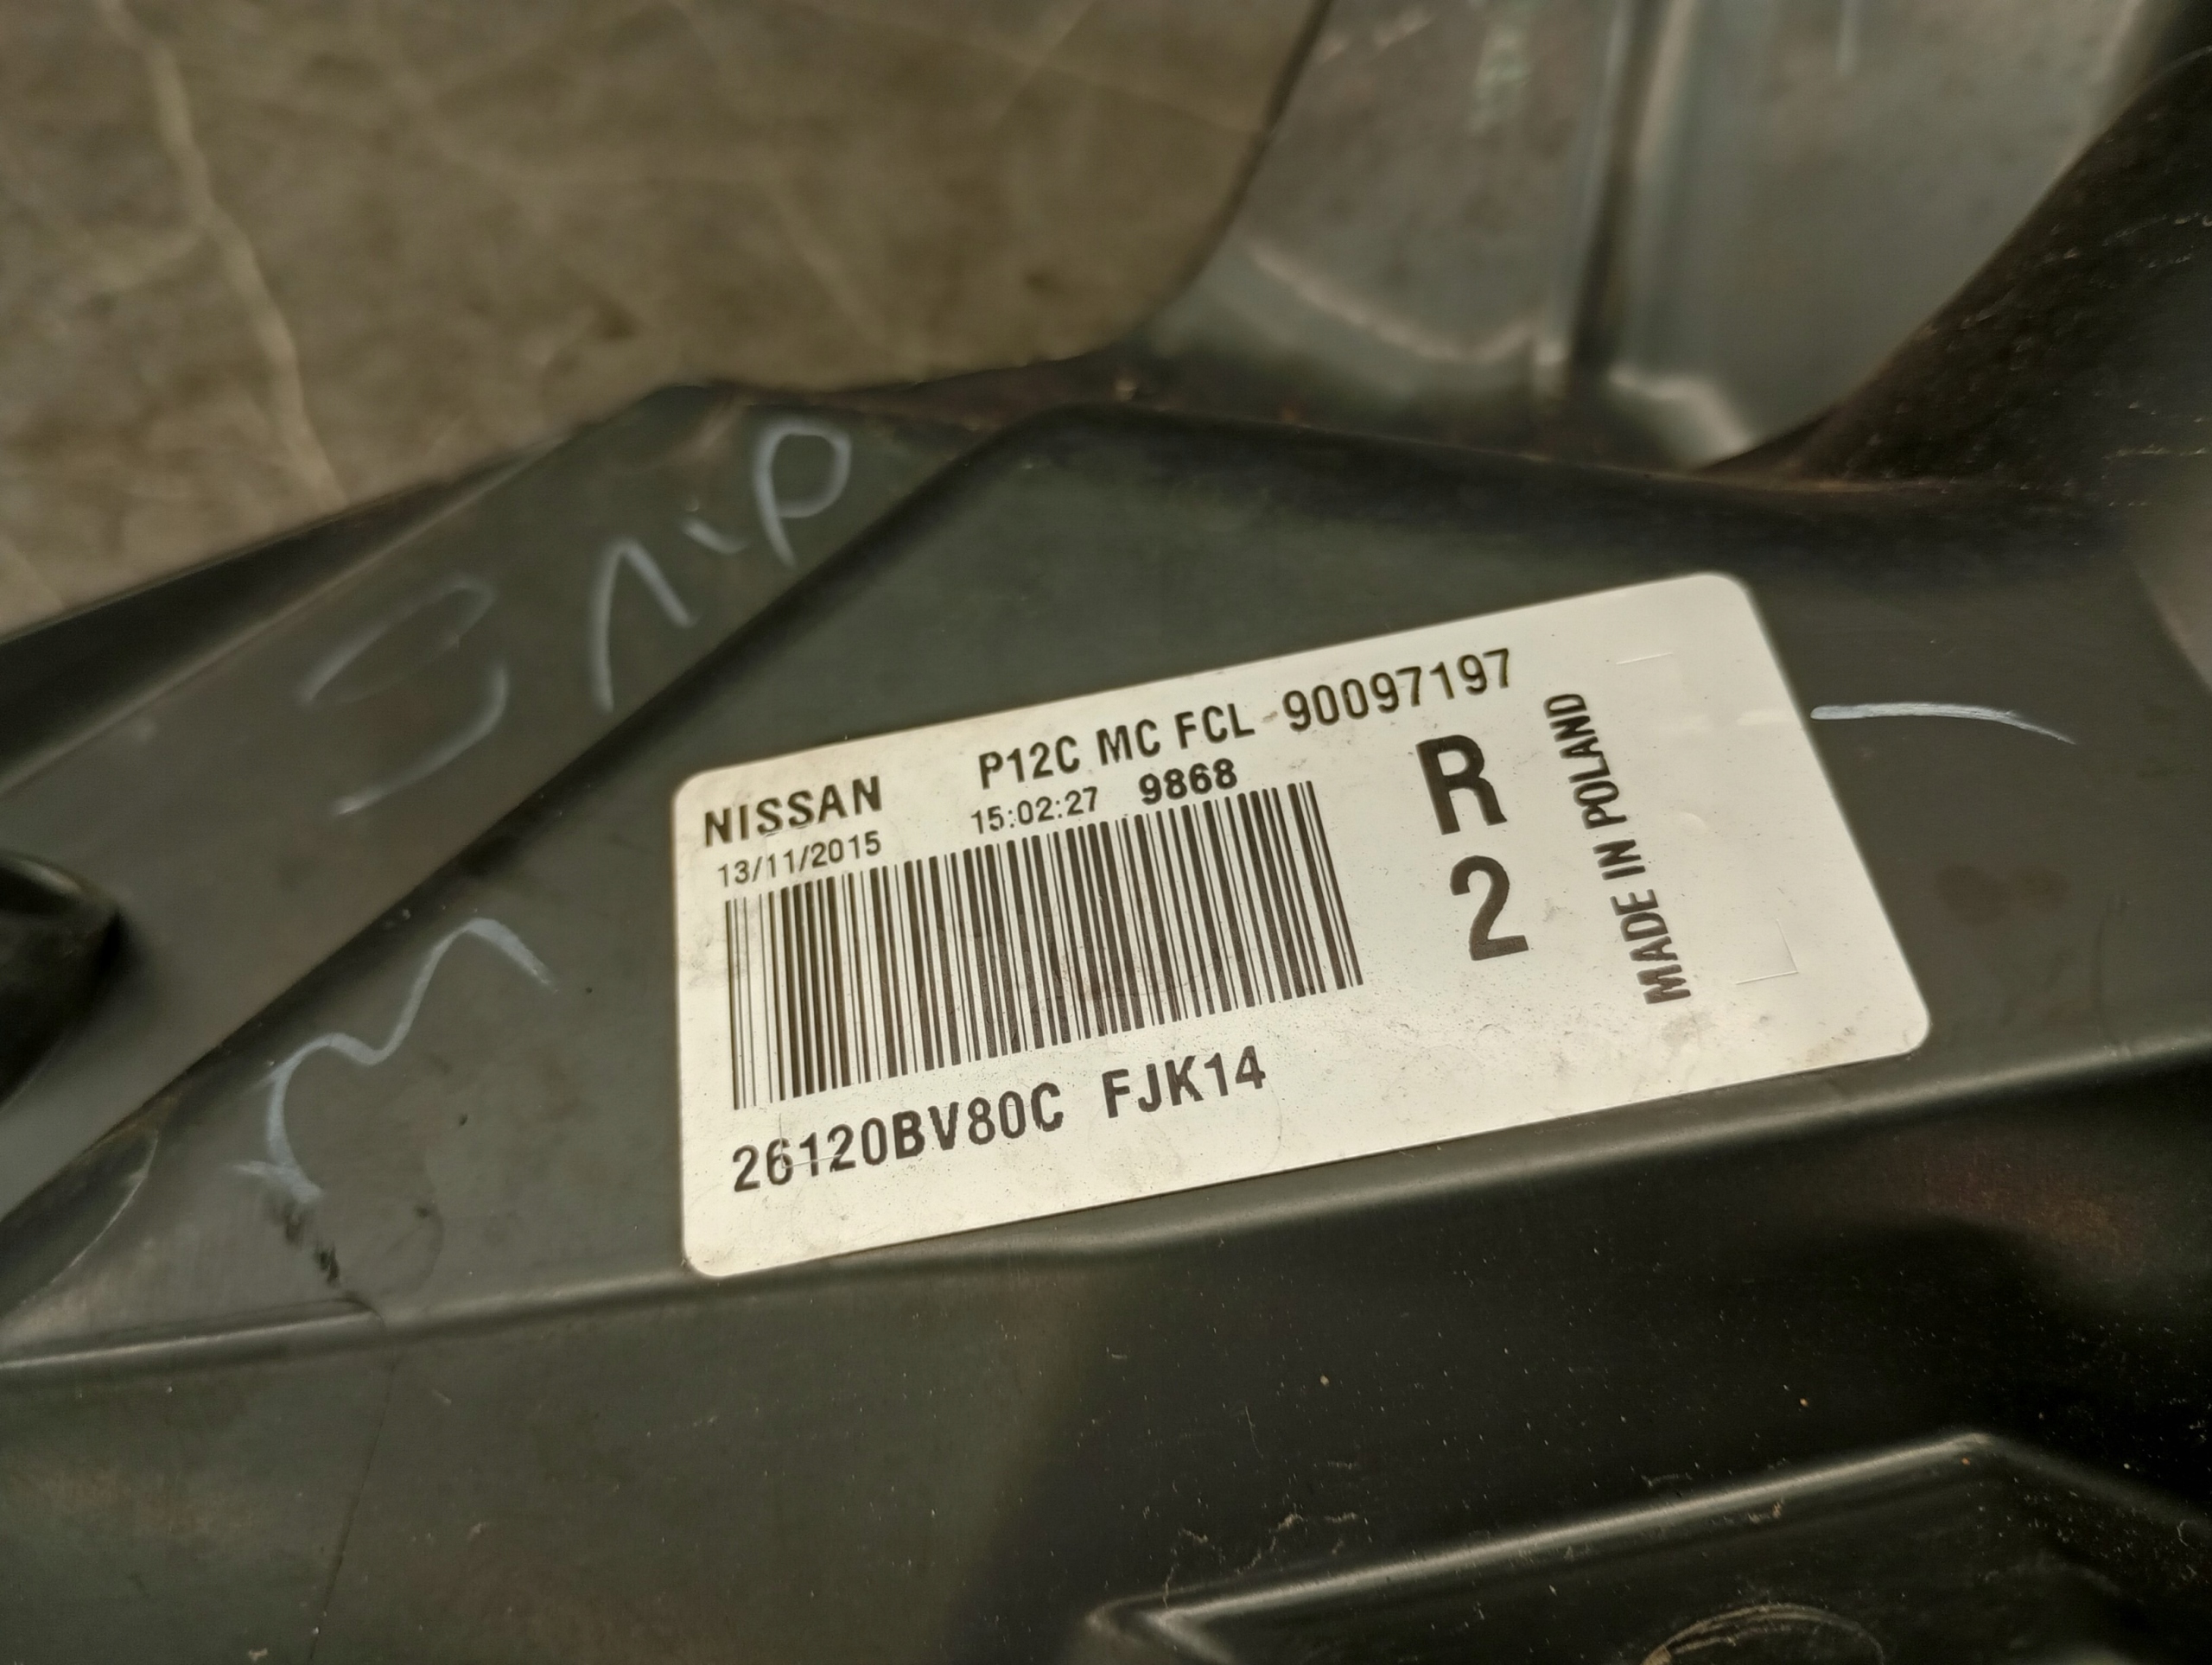 NISSAN P12C MC FCL 90097197
13/11/2015 15:02:27 9868
R
2
MADE IN POLAND
26120BV80C FJK14